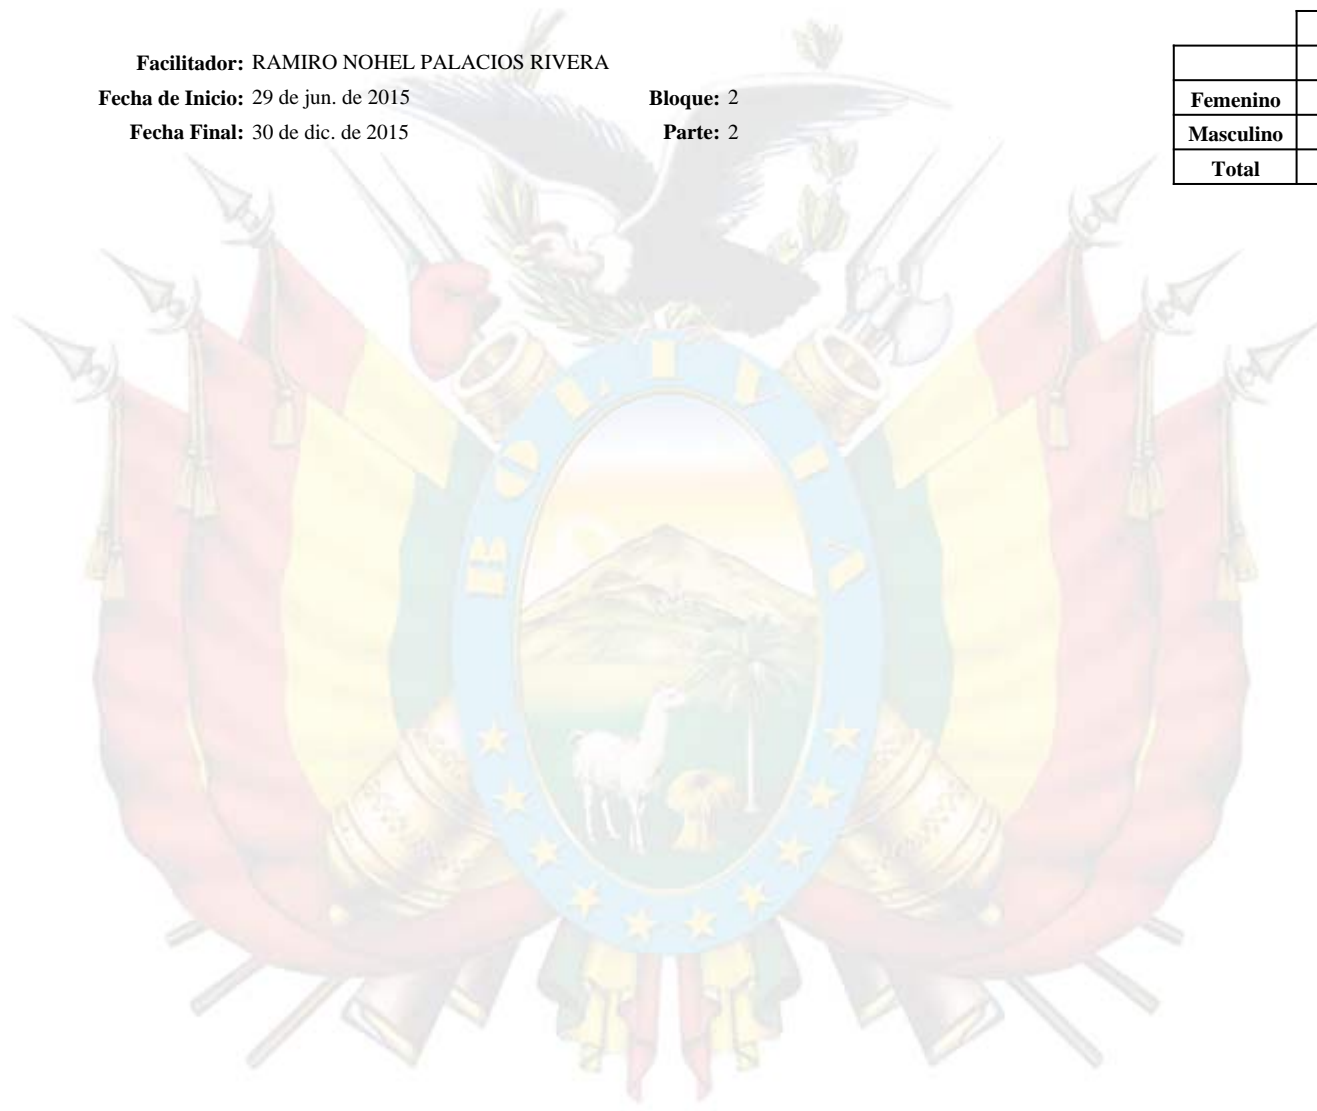 Facilitador: RAMIRO NOHEL PALACIOS RIVERA
Fecha de Inicio: 29 de jun. de 2015 Bloque: 2
Fecha Final: 30 de dic. de 2015 Parte: 2
Femenino
Masculino
Total
BOLIVIA